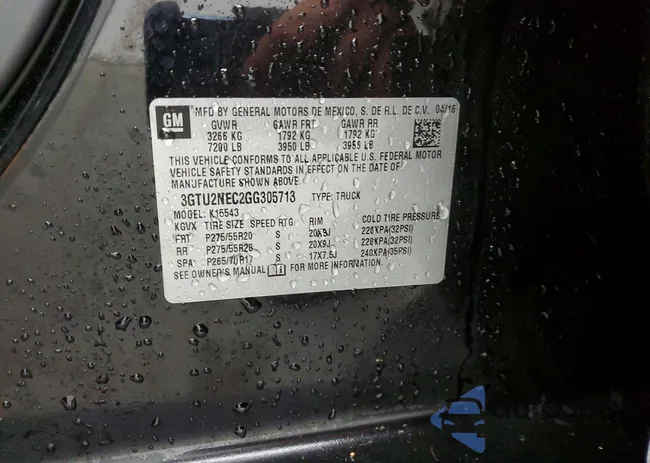 GM
MFD BY GENERAL MOTORS DE MEXICO, S. DE R.L. DE C.V. 04/16
GVWR GAWR FRT GAWR RR
3266 KG 1792 KG 1792 KG
7200 LB 3950 LB 3950 LB
THIS VEHICLE CONFORMS TO ALL APPLICABLE U.S. FEDERAL MOTOR
VEHICLE SAFETY STANDARDS IN EFFECT ON THE DATE OF
MANUFACTURE SHOWN ABOVE.
3GTU2NEC2GG305713 TYPE: TRUCK
MODEL: K15543
KGVX TIRE SIZE SPEED RTG RIM COLD TIRE PRESSURE
FRT P275/55R20 S 20X9J 220KPA(32PSI)
RR P275/55R20 S 20X9J 220KPA(32PSI)
SPA P265/70R17 S 17X7.5J 240KPA(35PSI)
SEE OWNER'S MANUAL FOR MORE INFORMATION.